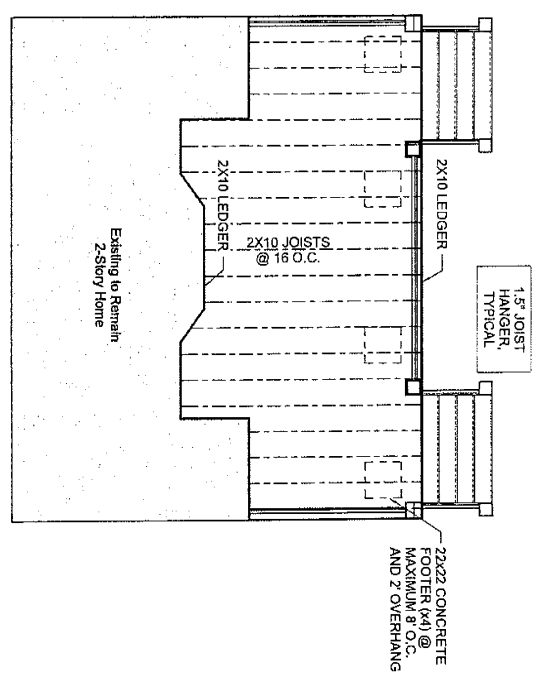 1.5" JOIST
HANGER,
TYPICAL
2X10 LEDGER
2X10 LEDGER
2X10 JOISTS
@ 16 O.C.
Existing to Remain
2-Story Home
22x22 CONCRETE
FOOTER (x4) @
MAXIMUM 8' O.C.
AND 2' OVERHANG